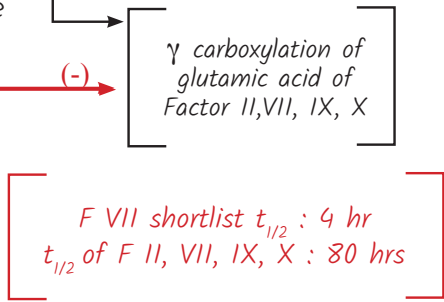 e
(-)
γ carboxylation of
glutamic acid of
Factor II,VII, IX, X
F VII shortlist t1/2 : 4 hr
t1/2 of F II, VII, IX, X : 80 hrs